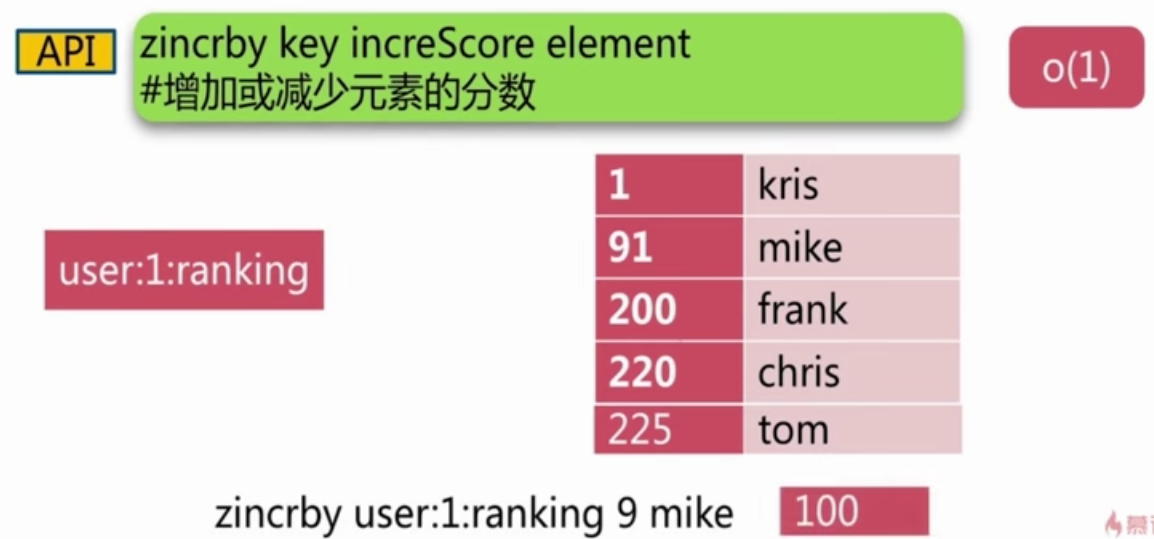 API
zincrby key increScore element
#增加或减少元素的分数
o(1)
user:1:ranking
1 kris
91 mike
200 frank
220 chris
225 tom
zincrby user:1:ranking 9 mike 100